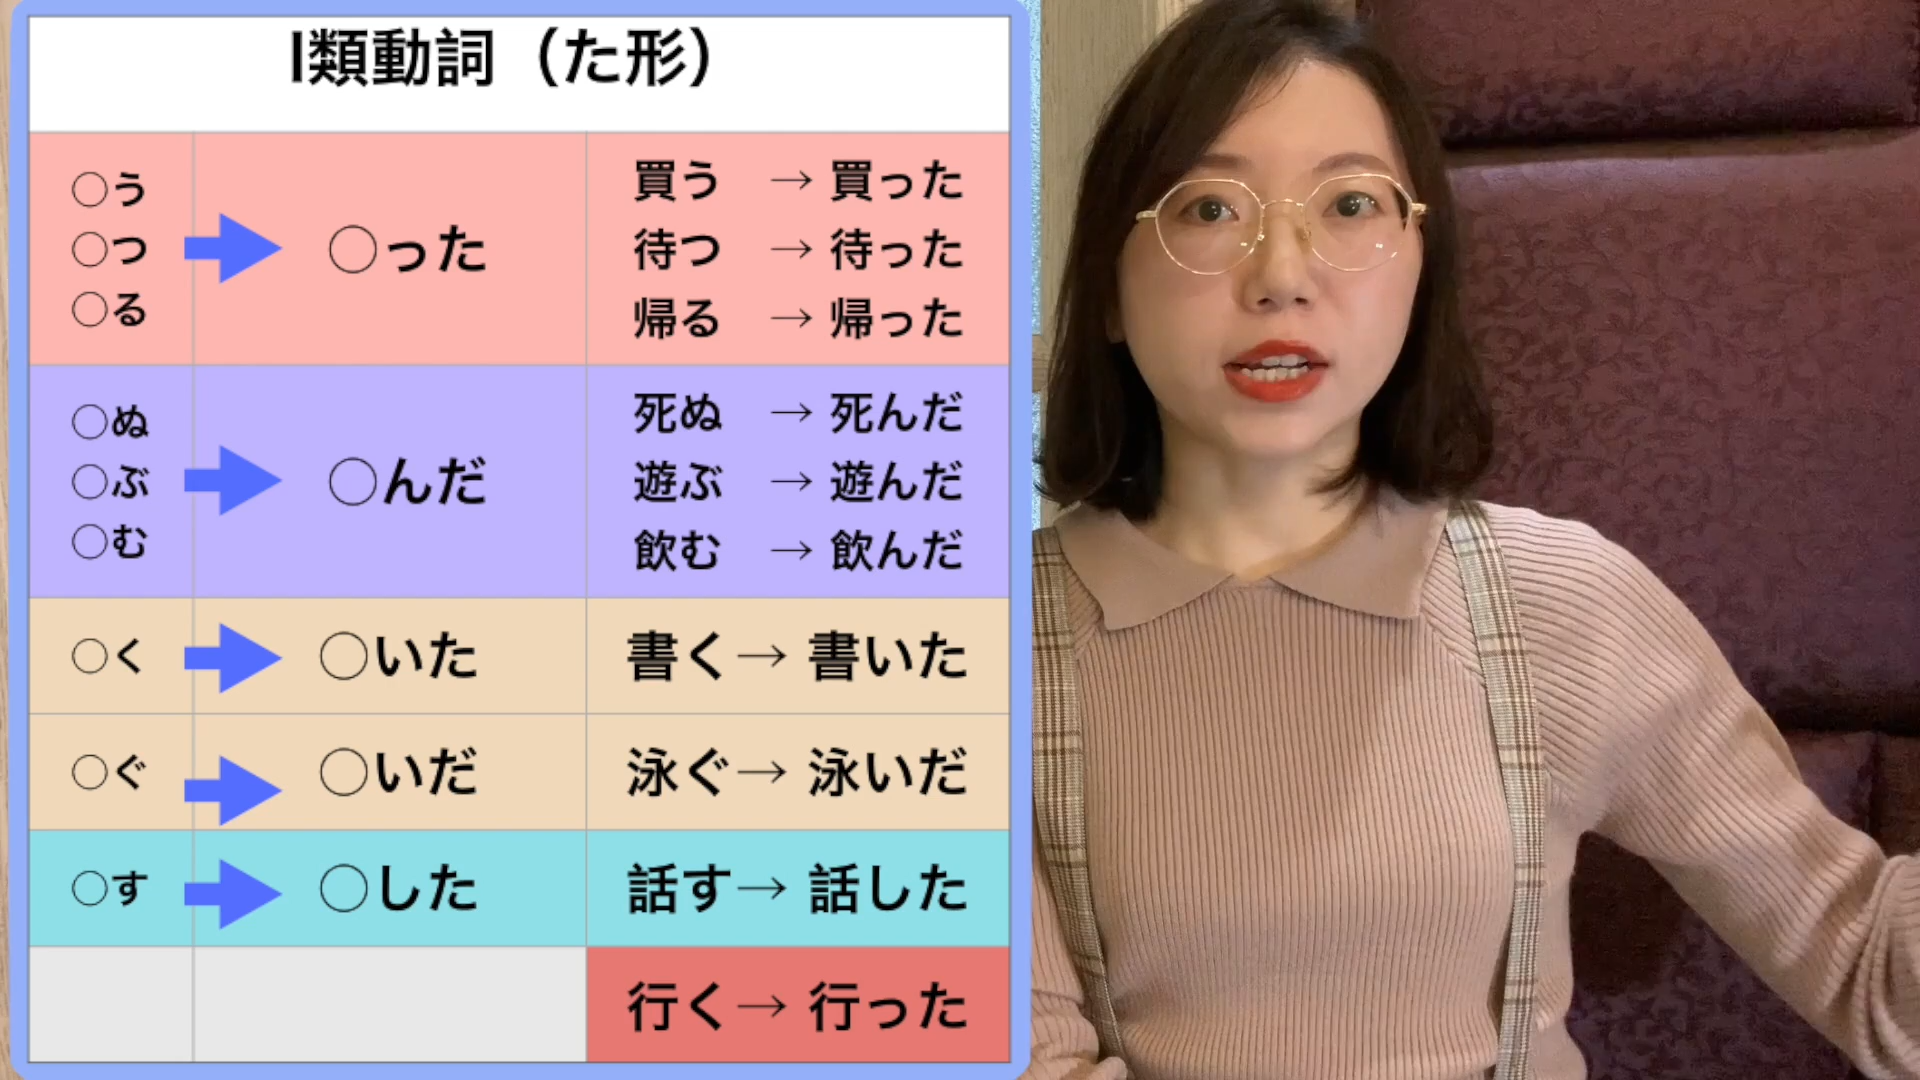 I類動詞（た形）
○う
○つ
○る
○った
買う → 買った
待つ → 待った
帰る → 帰った
○ぬ
○ぶ
○む
○んだ
死ぬ → 死んだ
遊ぶ → 遊んだ
飲む → 飲んだ
○く ○いた 書く→ 書いた
○ぐ ○いだ 泳ぐ→ 泳いだ
○す ○した 話す→ 話した
行く→ 行った